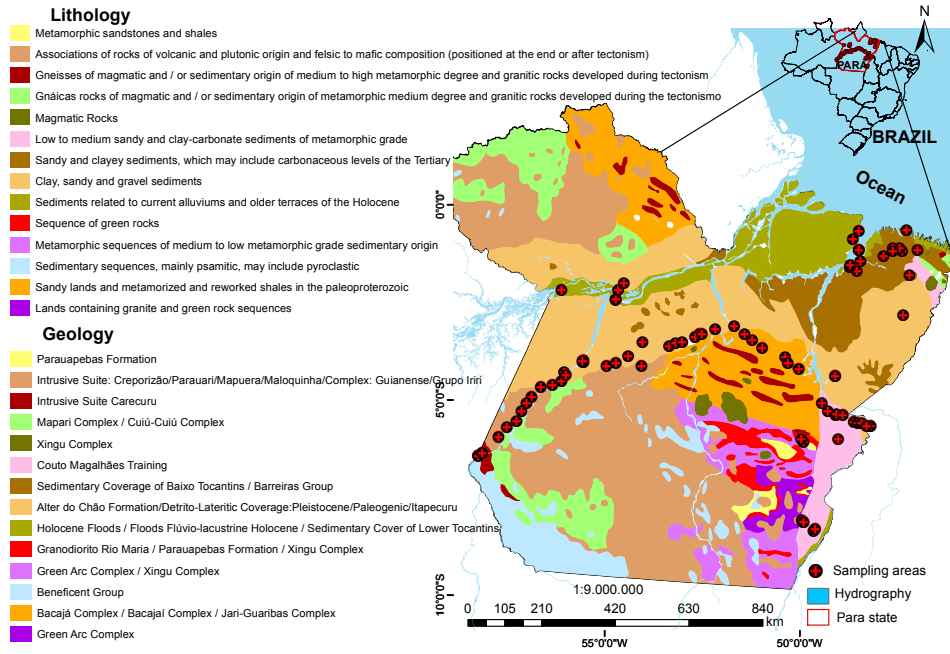 Lithology
Metamorphic sandstones and shales
Associations of rocks of volcanic and plutonic origin and felsic to mafic composition (positioned at the end or after tectonism)
Gneisses of magmatic and / or sedimentary origin of medium to high metamorphic degree and granitic rocks developed during tectonism
Gnáicas rocks of magmatic and / or sedimentary origin of metamorphic medium degree and granitic rocks developed during the tectonismo
Magmatic Rocks
Low to medium sandy and clay-carbonate sediments of metamorphic grade
Sandy and clayey sediments, which may include carbonaceous levels of the Tertiary
Clay, sandy and gravel sediments
Sediments related to current alluviums and older terraces of the Holocene
Sequence of green rocks
Metamorphic sequences of medium to low metamorphic grade sedimentary origin
Sedimentary sequences, mainly psamitic, may include pyroclastic
Sandy lands and metamorized and reworked shales in the paleoproterozoic
Lands containing granite and green rock sequences
Geology
Parauapebas Formation
Intrusive Suite: Creporizão/Parauari/Mapuera/Maloquinha/Complex: Guianense/Grupo Iriri
Intrusive Suite Carecuru
Mapari Complex / Cuiú-Cuiú Complex
Xingu Complex
Couto Magalhães Training
Sedimentary Coverage of Baixo Tocantins / Barreiras Group
Alter do Chão Formation/Detrito-Lateritic Coverage:Pleistocene/Paleogenic/Itapecuru
Holocene Floods / Floods Flúvio-lacustrine Holocene / Sedimentary Cover of Lower Tocantins
Granodiorito Rio Maria / Parauapebas Formation / Xingu Complex
Green Arc Complex / Xingu Complex
Beneficent Group
Bacajá Complex / Bacajaí Complex / Jari-Guaribas Complex
Green Arc Complex
N
PARÁ
BRAZIL
Ocean
0°0'0"
5°0'0"S
10°0'0"S
1:9.000.000
0 105 210 420 630 840
km
55°0'0"W
50°0'0"W
Sampling areas
Hydrography
Para state